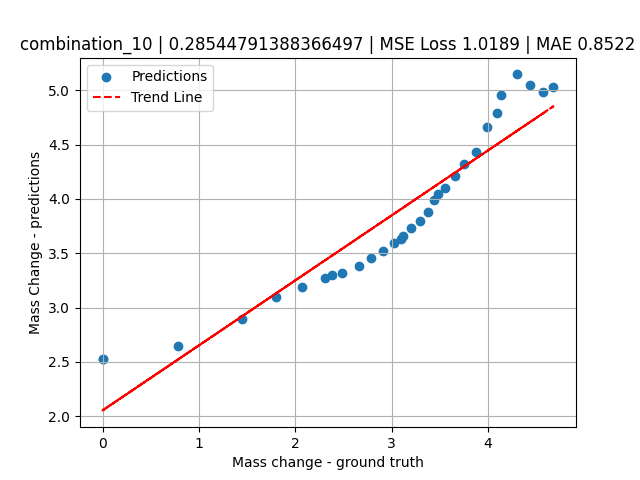 combination_10 | 0.28544791388366497 | MSE Loss 1.0189 | MAE 0.8522
Predictions
Trend Line
Mass Change - predictions
5.0
4.5
4.0
3.5
3.0
2.5
2.0
0 1 2 3 4
Mass change - ground truth